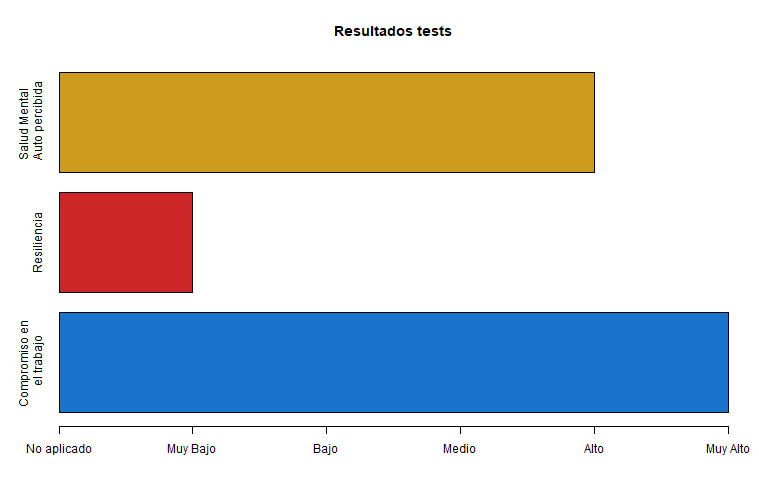 Resultados tests
Salud Mental
Auto percibida
Resiliencia
Compromiso en
el trabajo
No aplicado
Muy Bajo
Bajo
Medio
Alto
Muy Alto